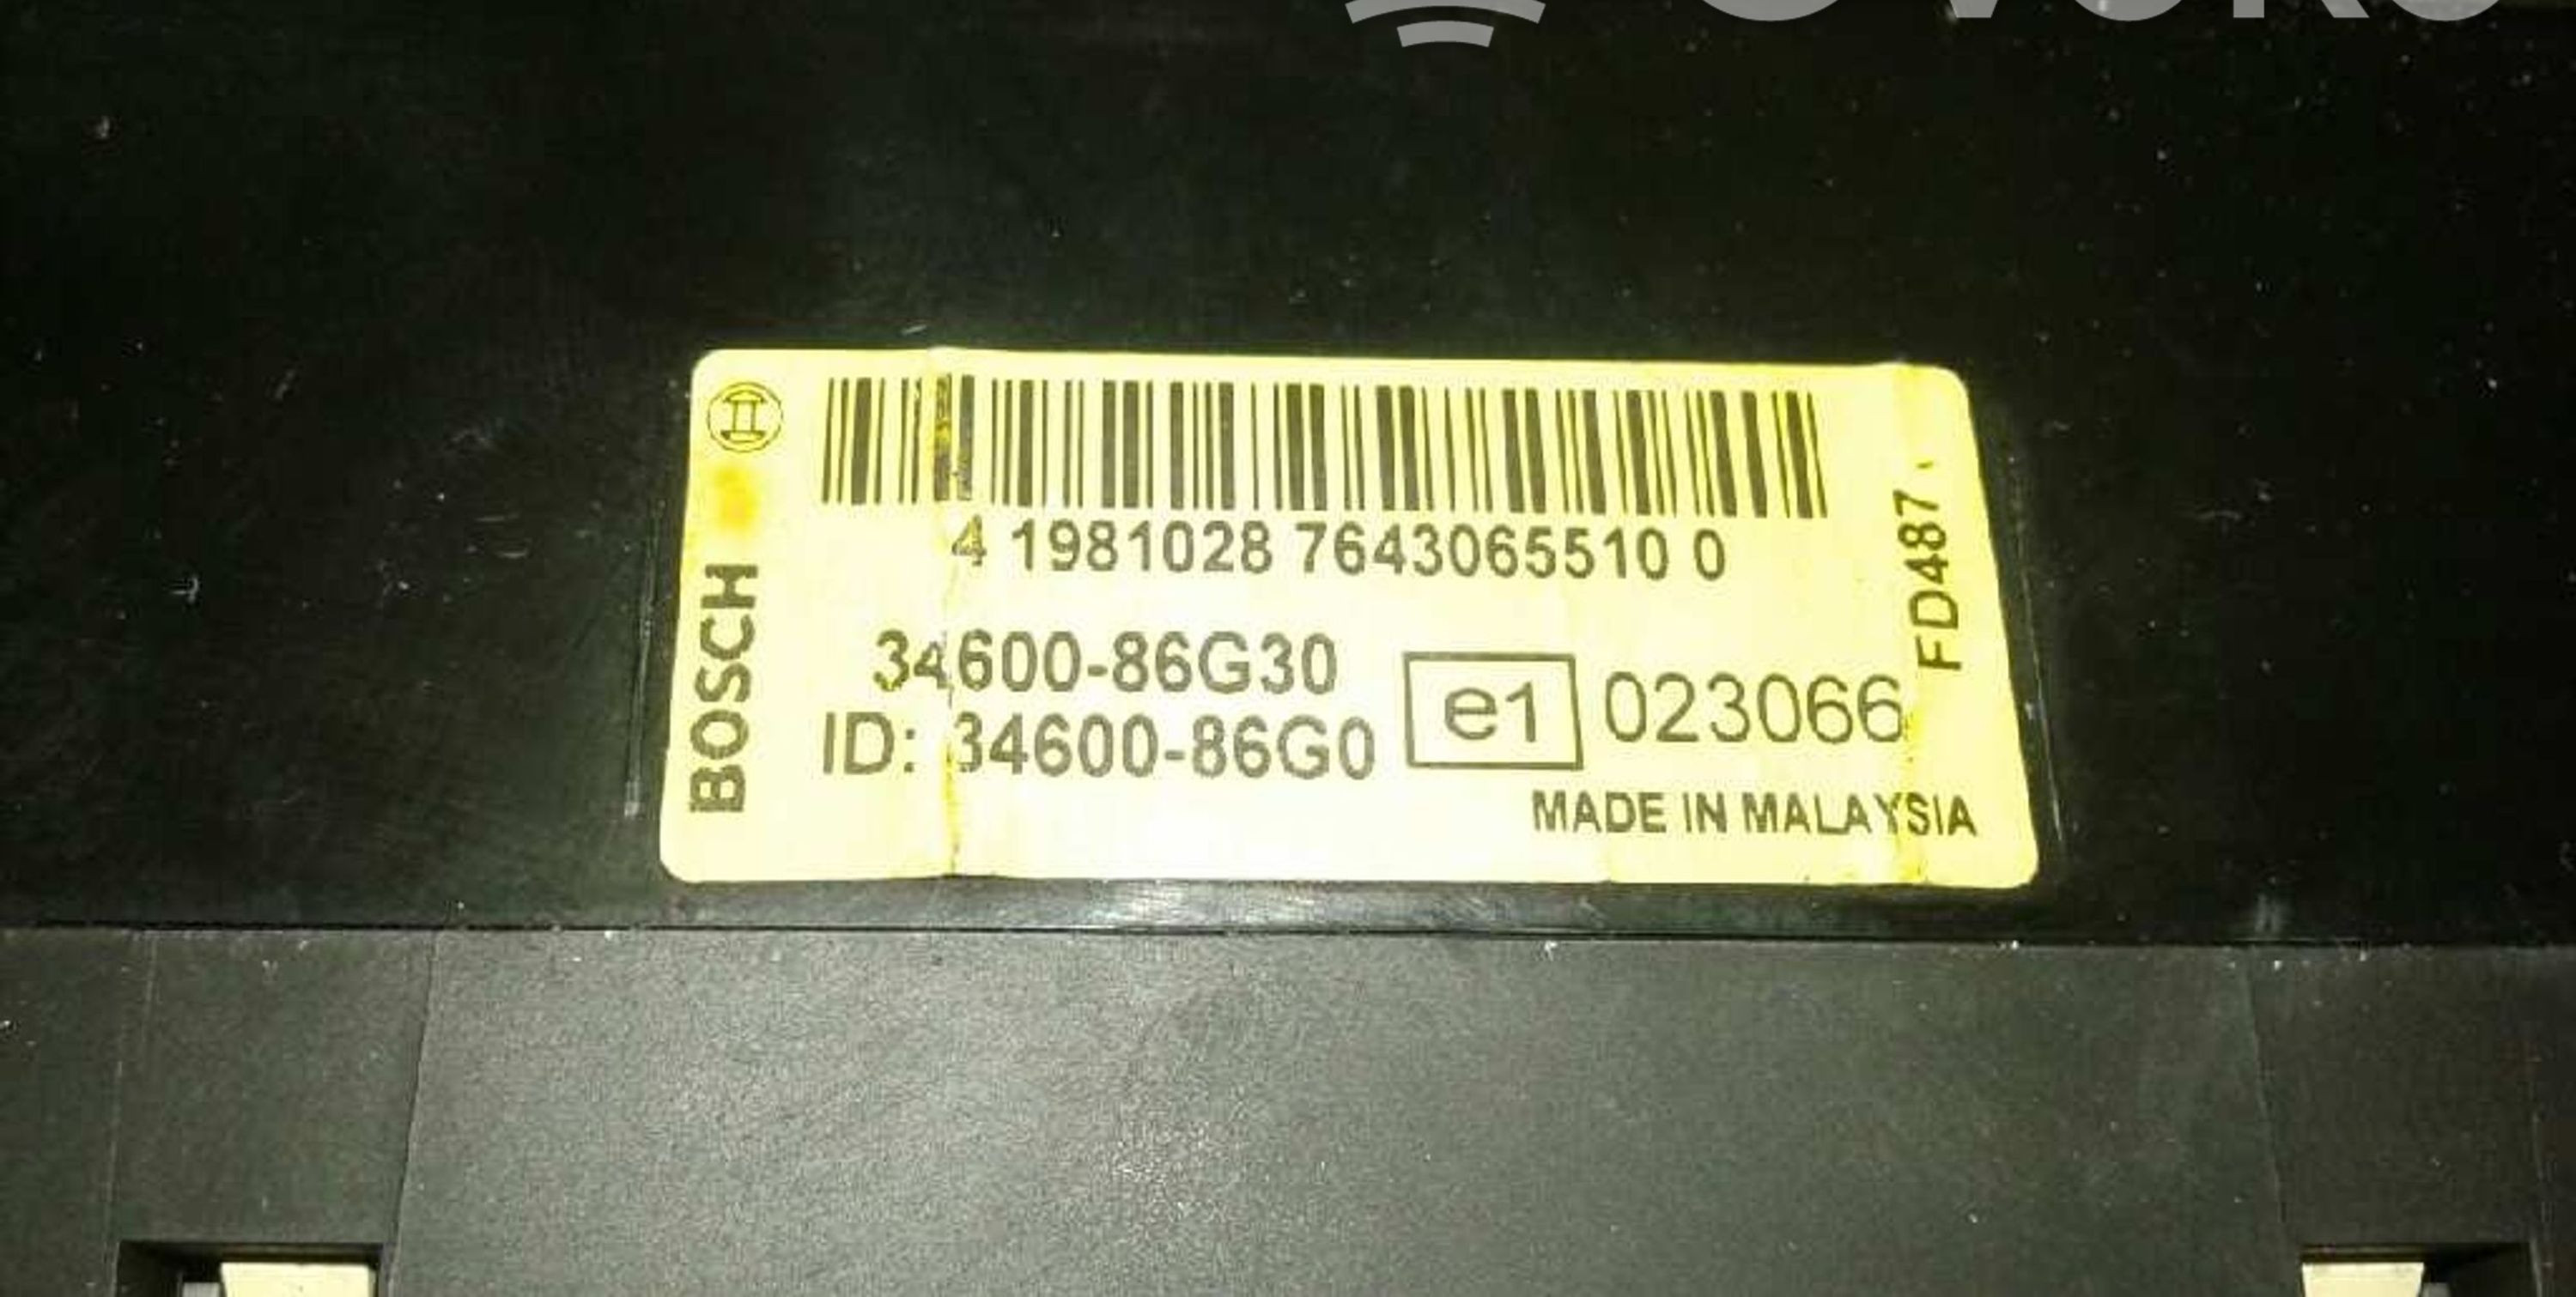 4 1981028 7643065510 0
34600-86G30
ID: 34600-86G0
e1 023066
MADE IN MALAYSIA
BOSCH
FD487